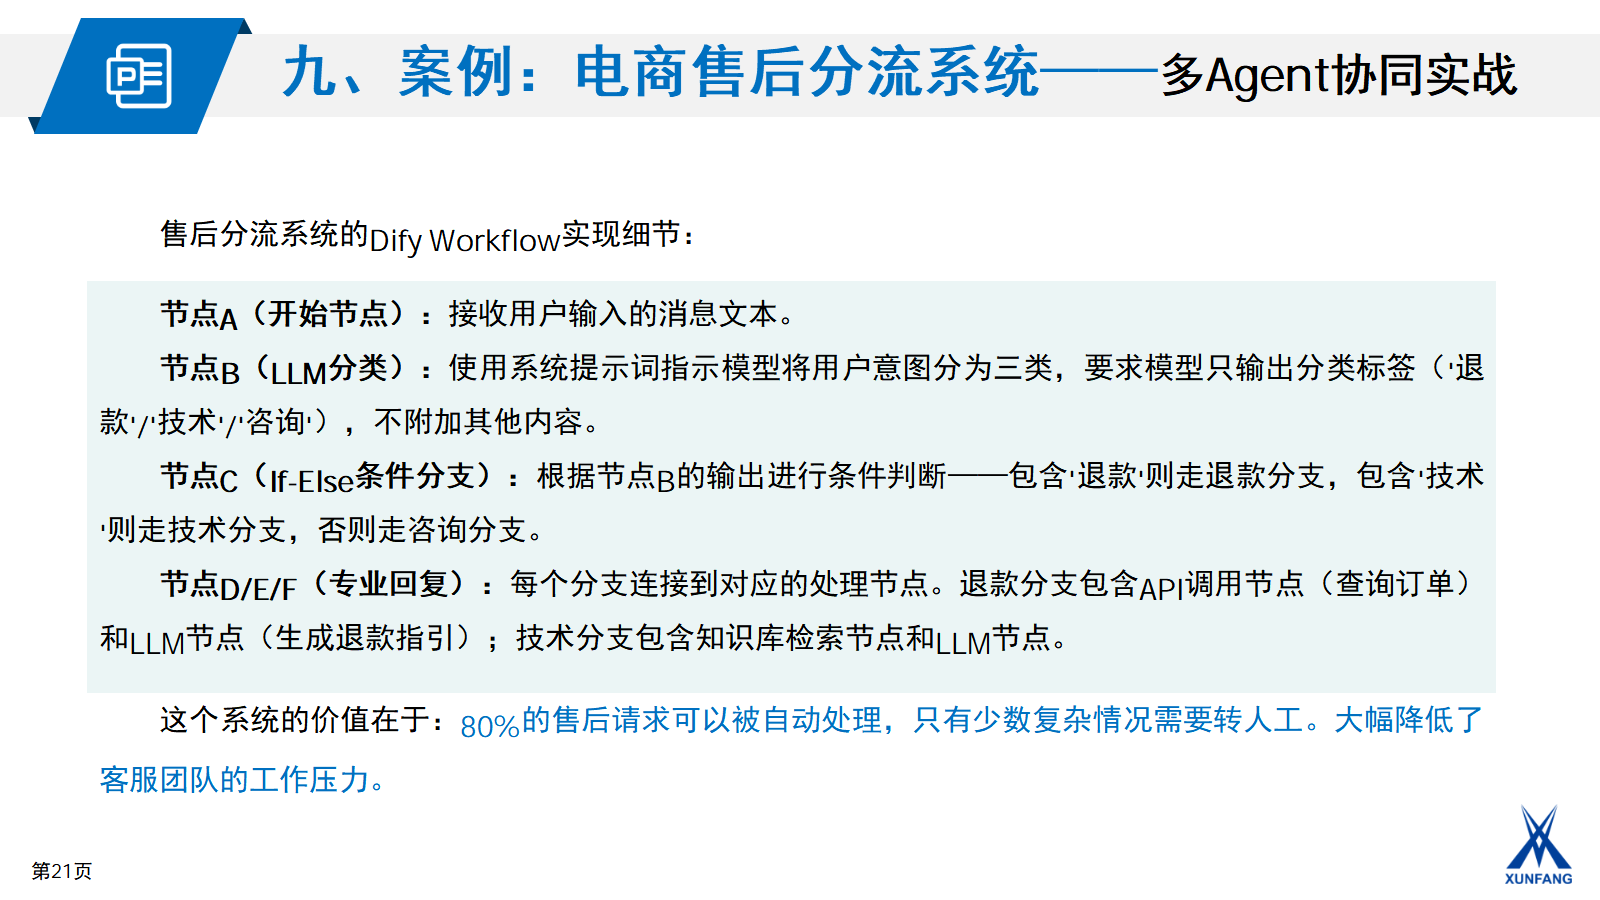 九、案例：电商售后分流系统——多Agent协同实战
售后分流系统的Dify Workflow实现细节：
节点A（开始节点）：接收用户输入的消息文本。
节点B（LLM分类）：使用系统提示词指示模型将用户意图分为三类，要求模型只输出分类标签（'退
款'/'技术'/'咨询'），不附加其他内容。
节点C（If-Else条件分支）：根据节点B的输出进行条件判断——包含'退款'则走退款分支，包含'技术
'则走技术分支，否则走咨询分支。
节点D/E/F（专业回复）：每个分支连接到对应的处理节点。退款分支包含API调用节点（查询订单）
和LLM节点（生成退款指引）；技术分支包含知识库检索节点和LLM节点。
这个系统的价值在于：80%的售后请求可以被自动处理，只有少数复杂情况需要转人工。大幅降低了
客服团队的工作压力。
第21页
XUNFANG